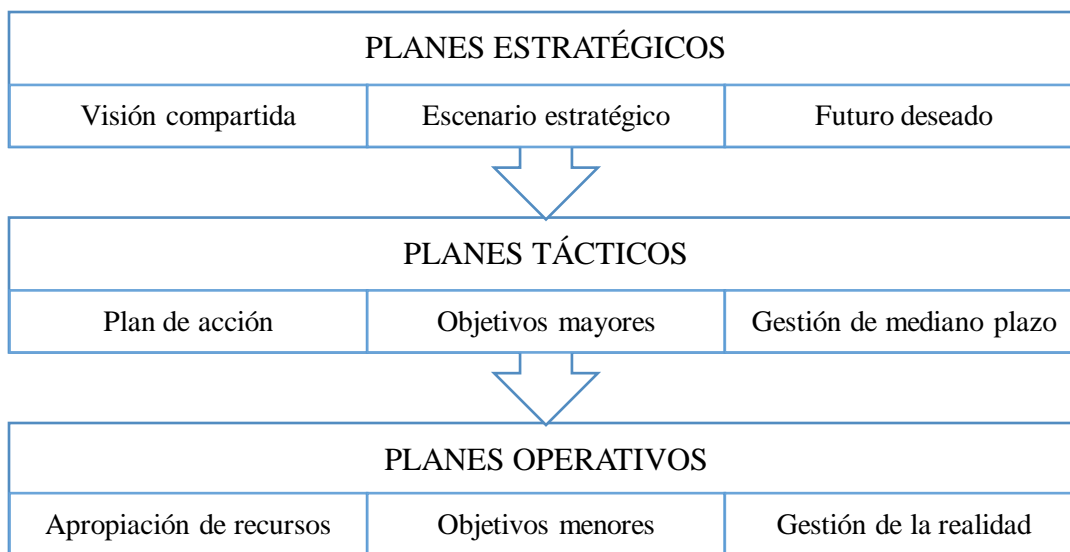 PLANES ESTRATÉGICOS
Visión compartida
Escenario estratégico
Futuro deseado
PLANES TÁCTICOS
Plan de acción
Objetivos mayores
Gestión de mediano plazo
PLANES OPERATIVOS
Apropiación de recursos
Objetivos menores
Gestión de la realidad